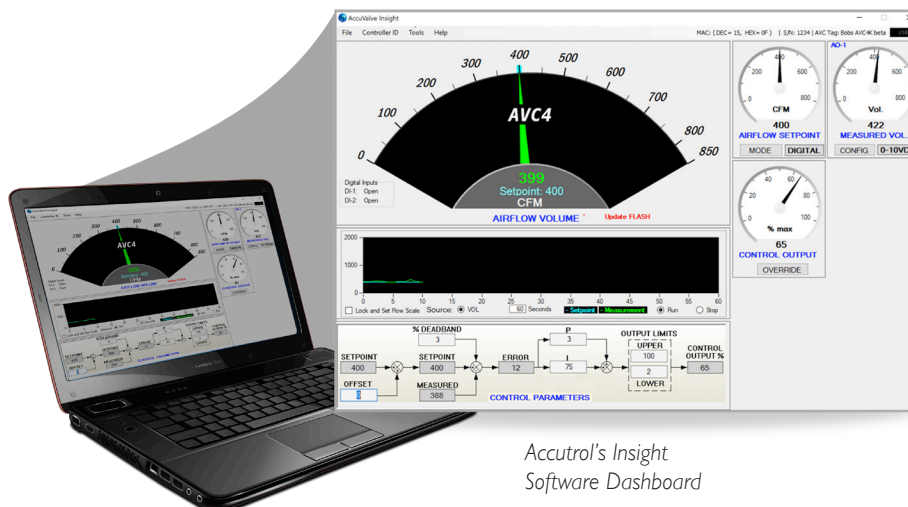 AccuValve Insight
File Controller ID Tools Help
MAC: { DEC= 15, HEX= 0F } | S/N: 1234 | AVC Tag: Bobs AVC4K beta
0 100 200 300 400 500 600 700 800 850
AVC4
399
Setpoint: 400
CFM
Digital Inputs
DI-1: Open
DI-2: Open
AIRFLOW VOLUME
Update FLASH
0 200 400 600 800
CFM
400
AIRFLOW SETPOINT
MODE DIGITAL
AO-1
0 200 400 600 800
Vol.
422
MEASURED VOL.
CONFIG 0-10VD
0 20 40 60 80 100
% max
65
CONTROL OUTPUT
OVERRIDE
2000
1000
0
0 5 10 15 20 25 30 35 40 45 50 55 60
Lock and Set Row Scale Source: VOL 60 Seconds - Setpoint - Measurement Run Stop
% DEADBAND
3
P
3
OUTPUT LIMITS
UPPER
100
2
LOWER
SETPOINT
400
SETPOINT
400
ERROR
12
I
75
CONTROL
OUTPUT %
65
OFFSET
0
MEASURED
388
CONTROL PARAMETERS
Accutrol's Insight
Software Dashboard